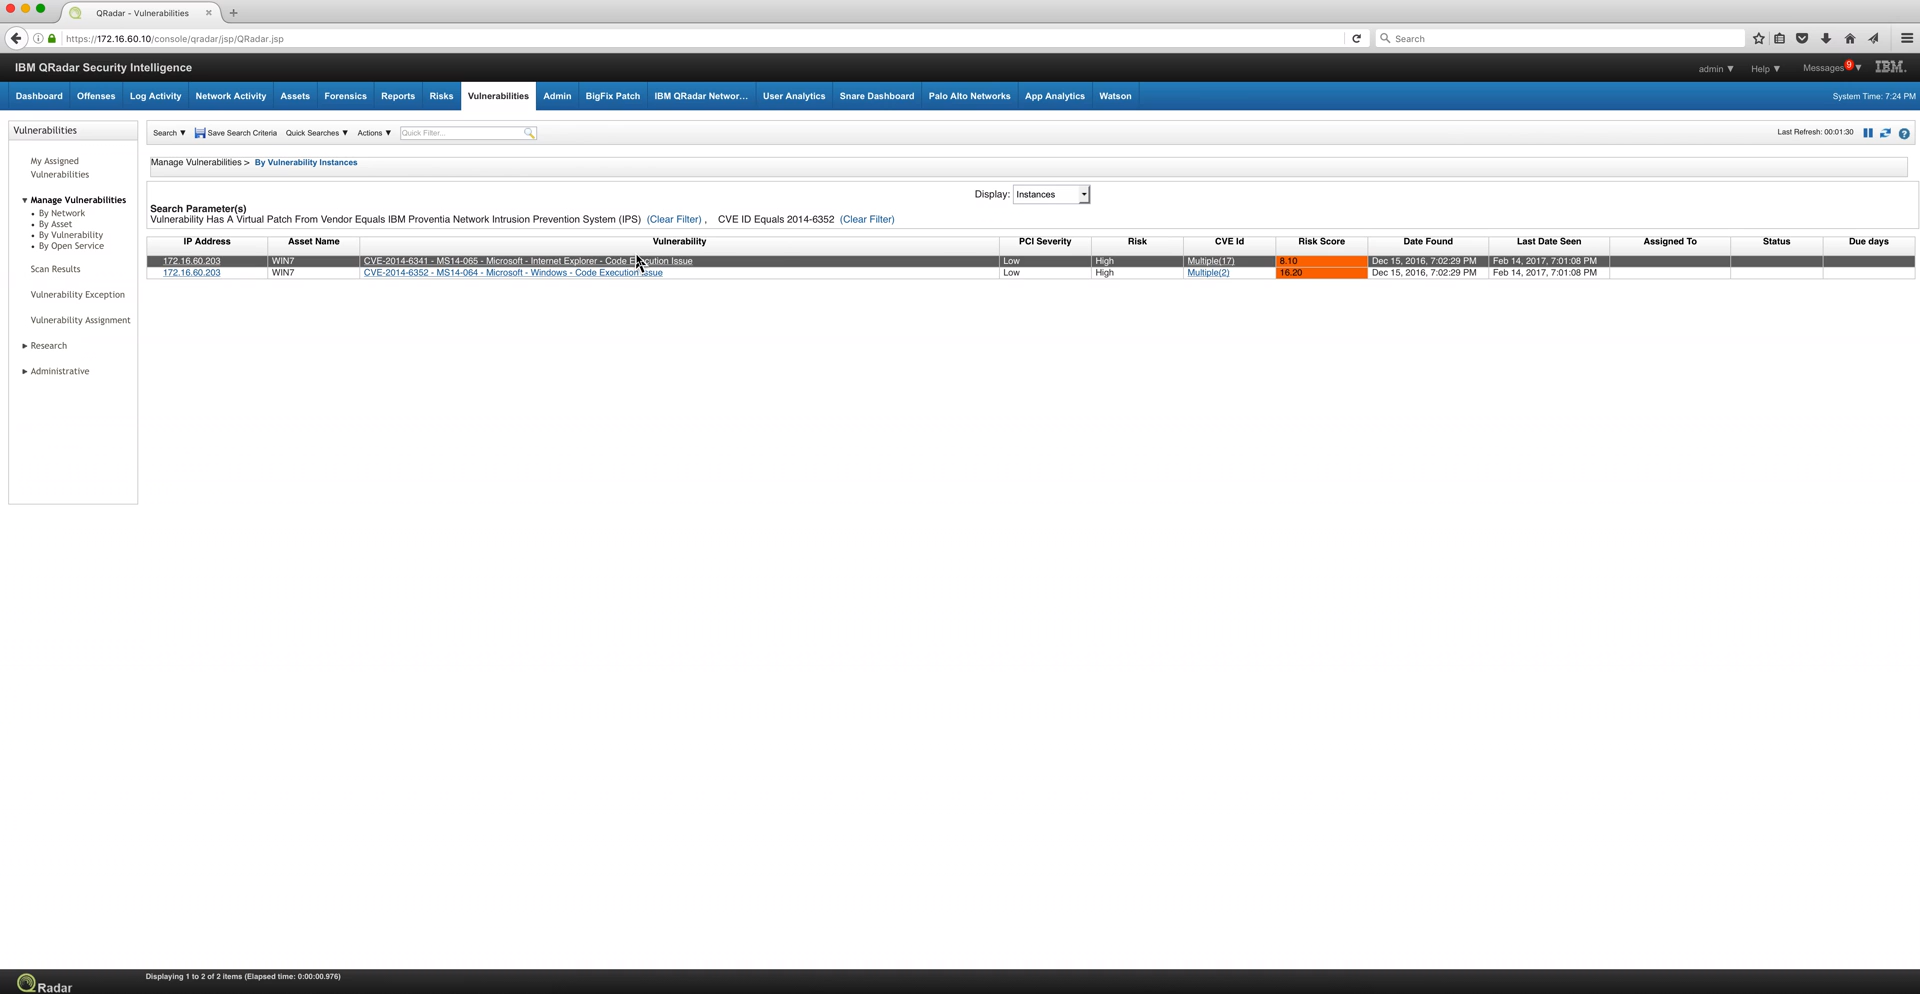 QRadar - Vulnerabilities
https://172.16.60.10/console/qradar/jsp/QRadar.jsp
Search
IBM QRadar Security Intelligence
admin ▼ Help ▼ Messages 9 ▼ IBM.
Dashboard Offenses Log Activity Network Activity Assets Forensics Reports Risks Vulnerabilities Admin BigFix Patch IBM QRadar Networ... User Analytics Snare Dashboard Palo Alto Networks App Analytics Watson System Time: 7:24 PM
Vulnerabilities
My Assigned
Vulnerabilities
▼ Manage Vulnerabilities
• By Network
• By Asset
• By Vulnerability
• By Open Service
Scan Results
Vulnerability Exception
Vulnerability Assignment
► Research
► Administrative
Search ▼ Save Search Criteria Quick Searches ▼ Actions ▼ Quick Filter... Last Refresh: 00:01:30
Manage Vulnerabilities > By Vulnerability Instances
Display: Instances
Search Parameter(s)
Vulnerability Has A Virtual Patch From Vendor Equals IBM Proventia Network Intrusion Prevention System (IPS) (Clear Filter) , CVE ID Equals 2014-6352 (Clear Filter)
IP Address Asset Name Vulnerability PCI Severity Risk CVE Id Risk Score Date Found Last Date Seen Assigned To Status Due days
172.16.60.203 WIN7 CVE-2014-6341 - MS14-065 - Microsoft - Internet Explorer - Code Execution Issue Low High Multiple(17) 8.10 Dec 15, 2016, 7:02:29 PM Feb 14, 2017, 7:01:08 PM
172.16.60.203 WIN7 CVE-2014-6352 - MS14-064 - Microsoft - Windows - Code Execution Issue Low High Multiple(2) 16.20 Dec 15, 2016, 7:02:29 PM Feb 14, 2017, 7:01:08 PM
Displaying 1 to 2 of 2 items (Elapsed time: 0:00:00.976)
QRadar